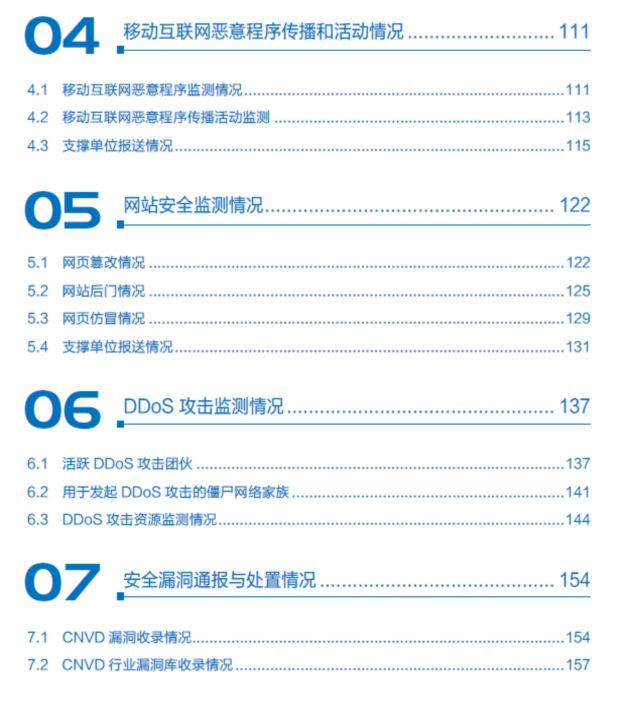 04 移动互联网恶意程序传播和活动情况 ............................ 111
4.1 移动互联网恶意程序监测情况............................................................................111
4.2 移动互联网恶意程序传播活动监测 .....................................................................113
4.3 支撑单位报送情况.............................................................................................115
05 网站安全监测情况...................................................... 122
5.1 网页篡改情况 ...................................................................................................122
5.2 网站后门情况 ...................................................................................................125
5.3 网页仿冒情况 ...................................................................................................129
5.4 支撑单位报送情况.............................................................................................131
06 DDoS 攻击监测情况.................................................. 137
6.1 活跃 DDoS 攻击团伙 ........................................................................................137
6.2 用于发起 DDoS 攻击的僵尸网络家族.................................................................141
6.3 DDoS 攻击资源监测情况...................................................................................144
07 安全漏洞通报与处置情况 ............................................ 154
7.1 CNVD 漏洞收录情况.........................................................................................154
7.2 CNVD 行业漏洞库收录情况...............................................................................157